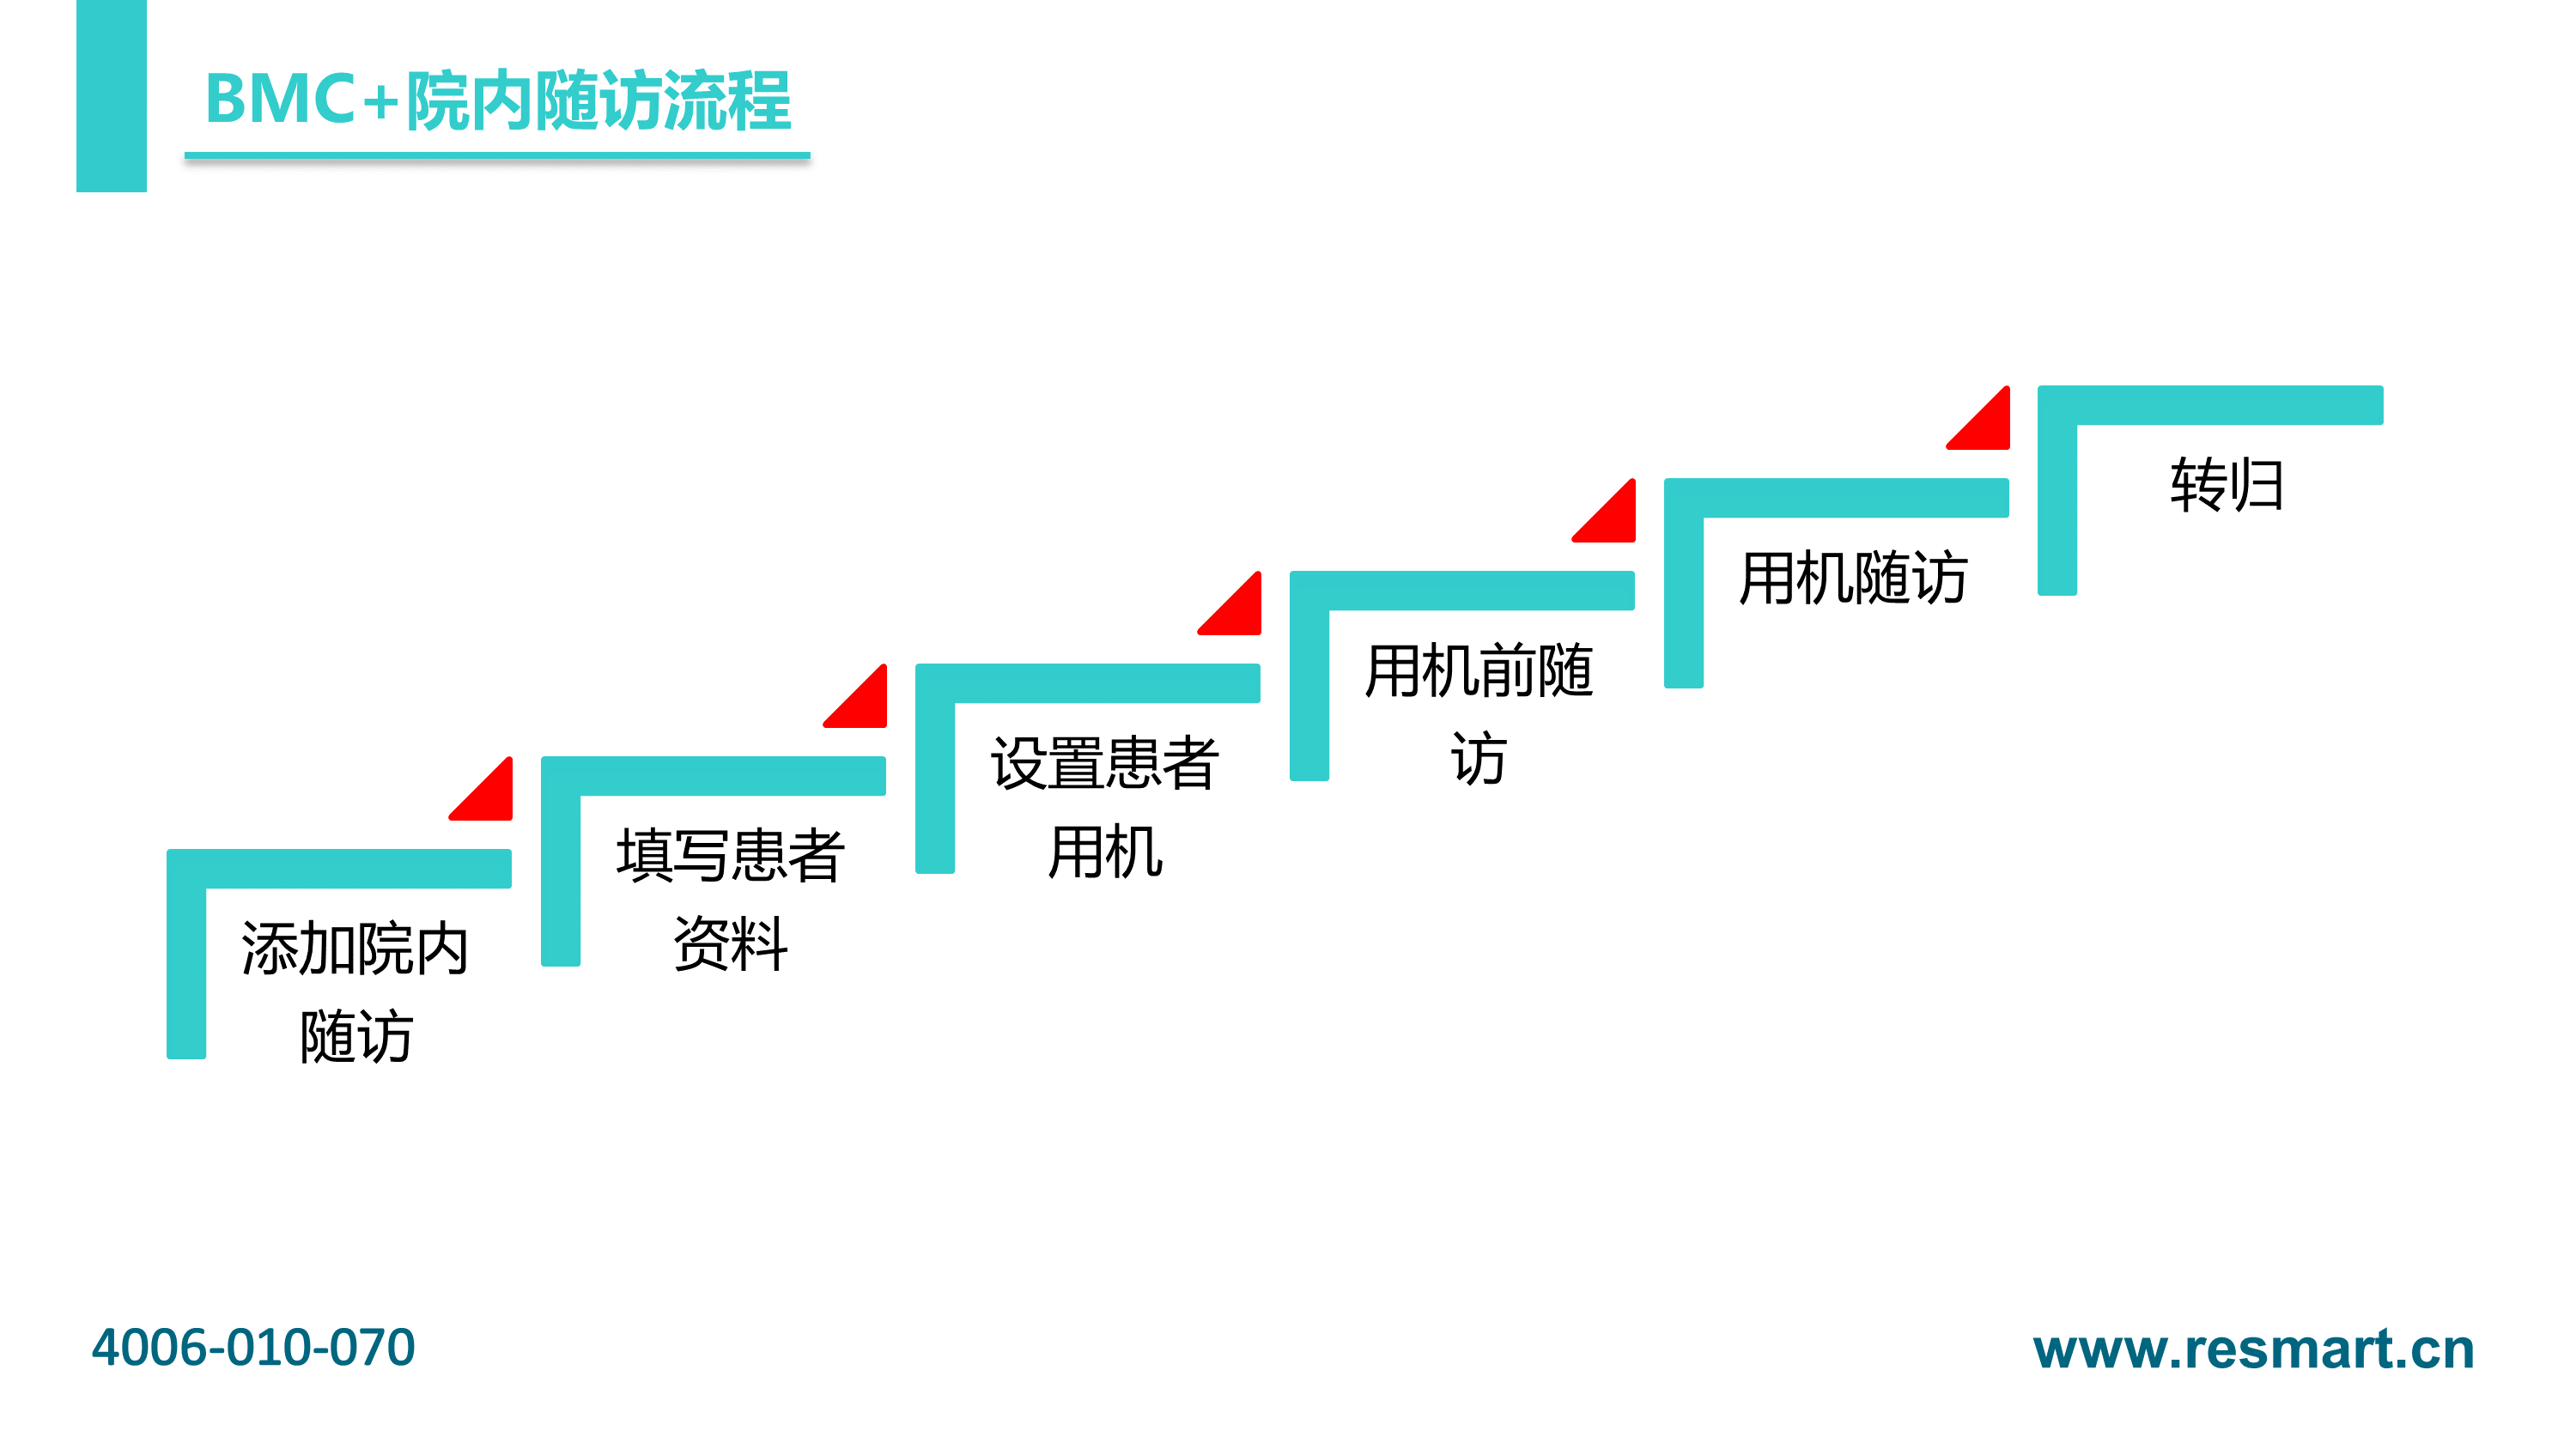 BMC+院内随访流程
添加院内
随访
填写患者
资料
设置患者
用机
用机前随
访
用机随访
转归
4006-010-070
www.resmart.cn